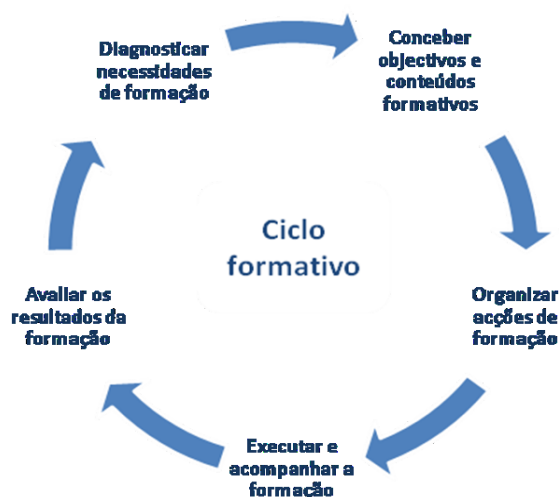 Diagnosticar
necessidades
de formação
Conceber
objectivos e
conteúdos
formativos
Ciclo
formativo
Organizar
acções de
formação
Executar e
acompanhar a
formação
Avaliar os
resultados da
formação